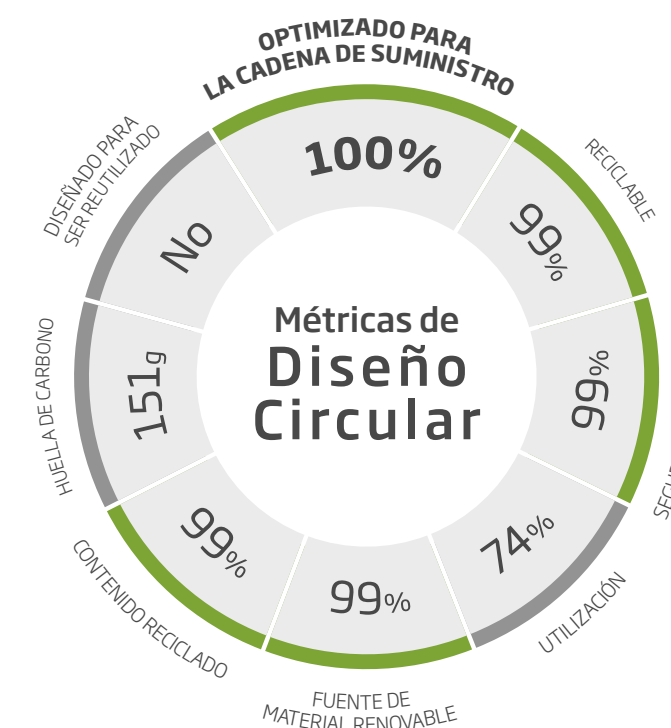 OPTIMIZADO PARA
LA CADENA DE SUMINISTRO
100%
RECICLABLE
99%
99%
UTILIZACIÓN
74%
FUENTE DE
MATERIAL RENOVABLE
99%
CONTENIDO RECICLADO
99%
HUELLA DE CARBONO
151g
DISEÑADO PARA
SER REUTILIZADO
No
Métricas de
Diseño
Circular